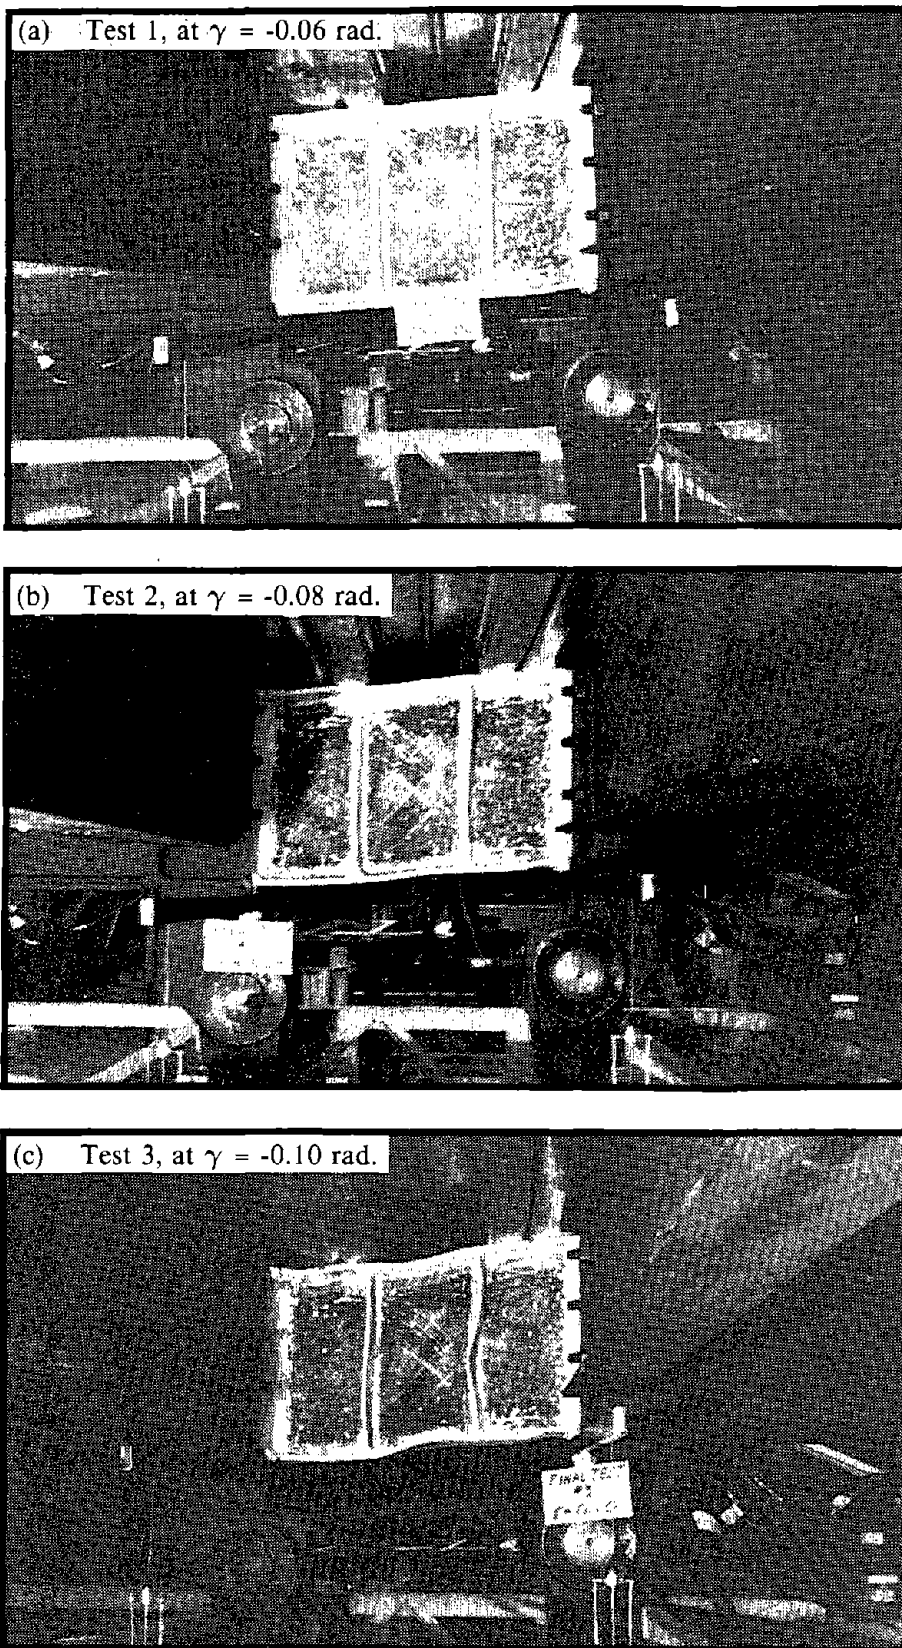 (a) Test 1, at γ = -0.06 rad.
(b) Test 2, at γ = -0.08 rad.
(c) Test 3, at γ = -0.10 rad.
FINAL TEST